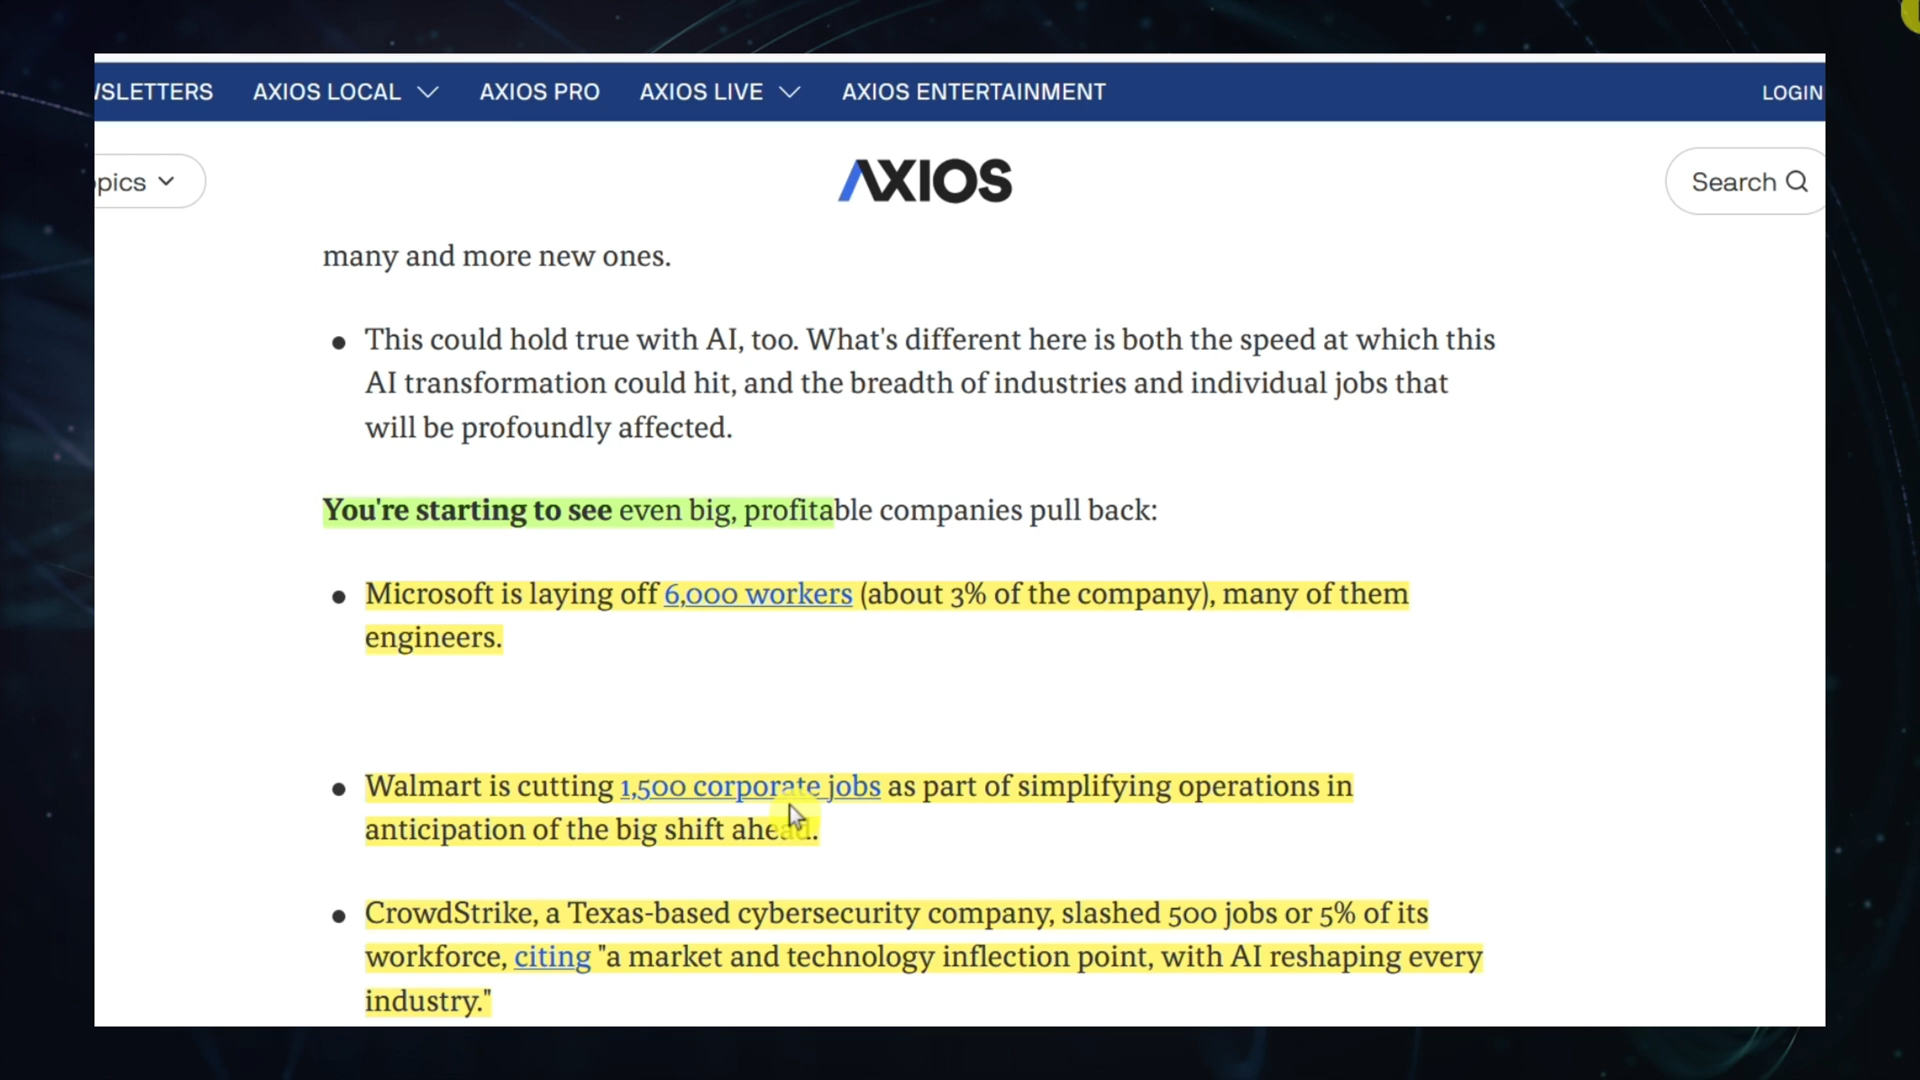 WSLETTERS AXIOS LOCAL AXIOS PRO AXIOS LIVE AXIOS ENTERTAINMENT LOGIN
pics AXIOS Search
many and more new ones.
• This could hold true with AI, too. What's different here is both the speed at which this
AI transformation could hit, and the breadth of industries and individual jobs that
will be profoundly affected.
You're starting to see even big, profitable companies pull back:
• Microsoft is laying off 6,000 workers (about 3% of the company), many of them
engineers.
• Walmart is cutting 1,500 corporate jobs as part of simplifying operations in
anticipation of the big shift ahead.
• CrowdStrike, a Texas-based cybersecurity company, slashed 500 jobs or 5% of its
workforce, citing "a market and technology inflection point, with AI reshaping every
industry."